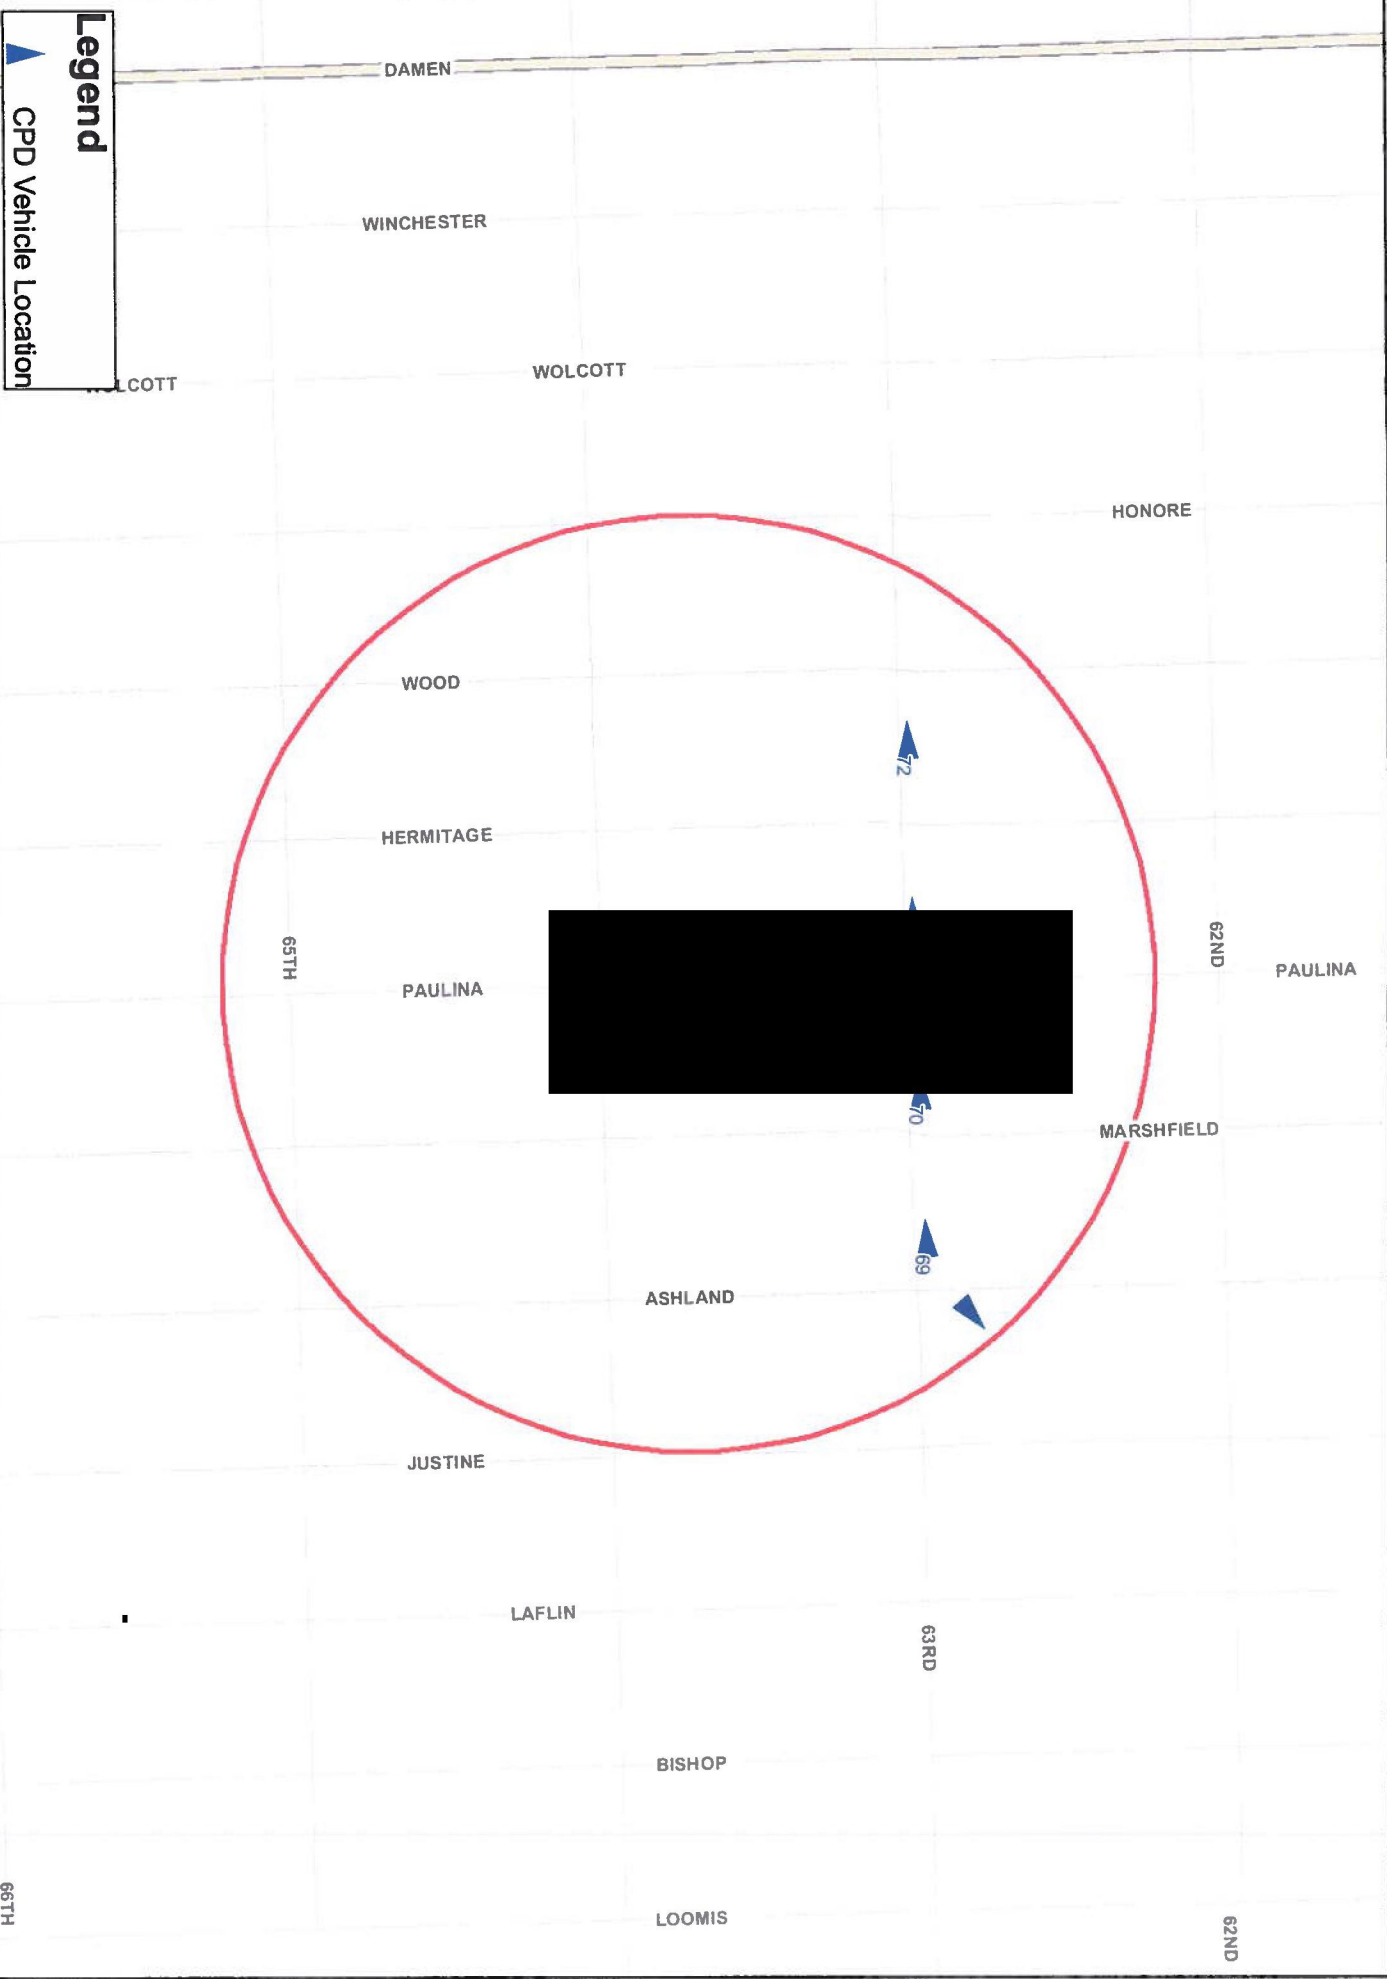 Legend
CPD Vehicle Location
DAMEN
WINCHESTER
WOLCOTT
WOLCOTT
HONORE
WOOD
72
HERMITAGE
65TH
62ND
PAULINA
PAULINA
70
MARSHFIELD
69
ASHLAND
JUSTINE
LAFLIN
63RD
BISHOP
66TH
LOOMIS
62ND